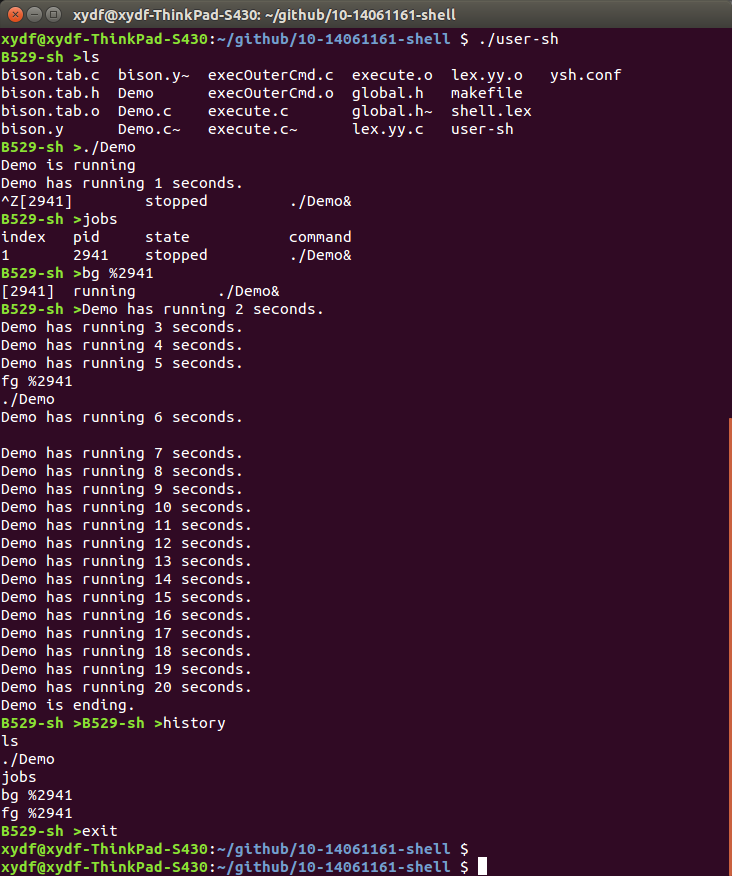 xydf@xydf-ThinkPad-S430: ~/github/10-14061161-shell
xydf@xydf-ThinkPad-S430:~/github/10-14061161-shell $ ./user-sh
B529-sh >ls
bison.tab.c  bison.y~  execOuterCmd.c  execute.o  lex.yy.o   ysh.conf
bison.tab.h  Demo      execOuterCmd.o  global.h   makefile
bison.tab.o  Demo.c    execute.c       global.h~  shell.lex
bison.y      Demo.c~   execute.c~      lex.yy.c   user-sh
B529-sh >./Demo
Demo is running
Demo has running 1 seconds.
^Z[2941]        stopped         ./Demo&
B529-sh >jobs
index   pid     state           command
1       2941    stopped         ./Demo&
B529-sh >bg %2941
[2941]  running         ./Demo&
B529-sh >Demo has running 2 seconds.
Demo has running 3 seconds.
Demo has running 4 seconds.
Demo has running 5 seconds.
fg %2941
./Demo
Demo has running 6 seconds.
Demo has running 7 seconds.
Demo has running 8 seconds.
Demo has running 9 seconds.
Demo has running 10 seconds.
Demo has running 11 seconds.
Demo has running 12 seconds.
Demo has running 13 seconds.
Demo has running 14 seconds.
Demo has running 15 seconds.
Demo has running 16 seconds.
Demo has running 17 seconds.
Demo has running 18 seconds.
Demo has running 19 seconds.
Demo has running 20 seconds.
Demo is ending.
B529-sh >B529-sh >history
ls
./Demo
jobs
bg %2941
fg %2941
B529-sh >exit
xydf@xydf-ThinkPad-S430:~/github/10-14061161-shell $
xydf@xydf-ThinkPad-S430:~/github/10-14061161-shell $